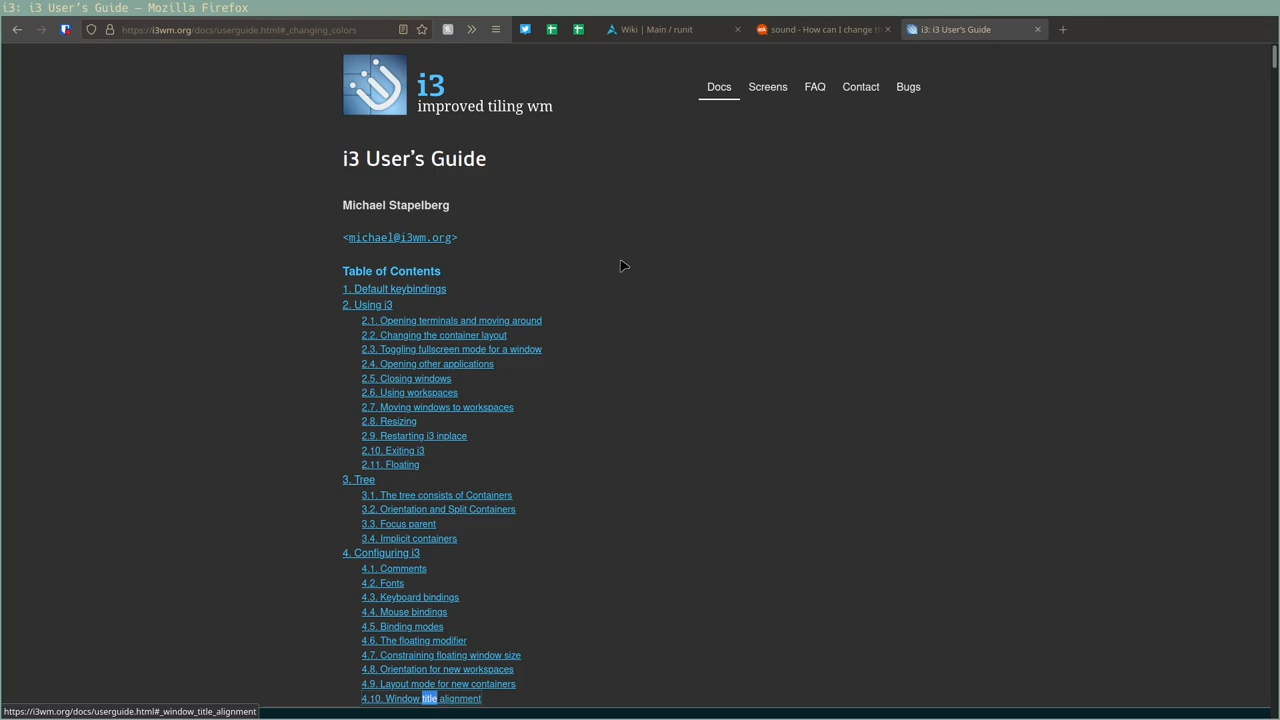 i3: i3 User’s Guide — Mozilla Firefox
https://i3wm.org/docs/userguide.html#_changing_colors
Wiki | Main / runit
sound - How can I change t
i3: i3 User’s Guide
i3
improved tiling wm
Docs
Screens
FAQ
Contact
Bugs
i3 User’s Guide
Michael Stapelberg
<michael@i3wm.org>
Table of Contents
1. Default keybindings
2. Using i3
2.1. Opening terminals and moving around
2.2. Changing the container layout
2.3. Toggling fullscreen mode for a window
2.4. Opening other applications
2.5. Closing windows
2.6. Using workspaces
2.7. Moving windows to workspaces
2.8. Resizing
2.9. Restarting i3 inplace
2.10. Exiting i3
2.11. Floating
3. Tree
3.1. The tree consists of Containers
3.2. Orientation and Split Containers
3.3. Focus parent
3.4. Implicit containers
4. Configuring i3
4.1. Comments
4.2. Fonts
4.3. Keyboard bindings
4.4. Mouse bindings
4.5. Binding modes
4.6. The floating modifier
4.7. Constraining floating window size
4.8. Orientation for new workspaces
4.9. Layout mode for new containers
4.10. Window title alignment
https://i3wm.org/docs/userguide.html#_window_title_alignment